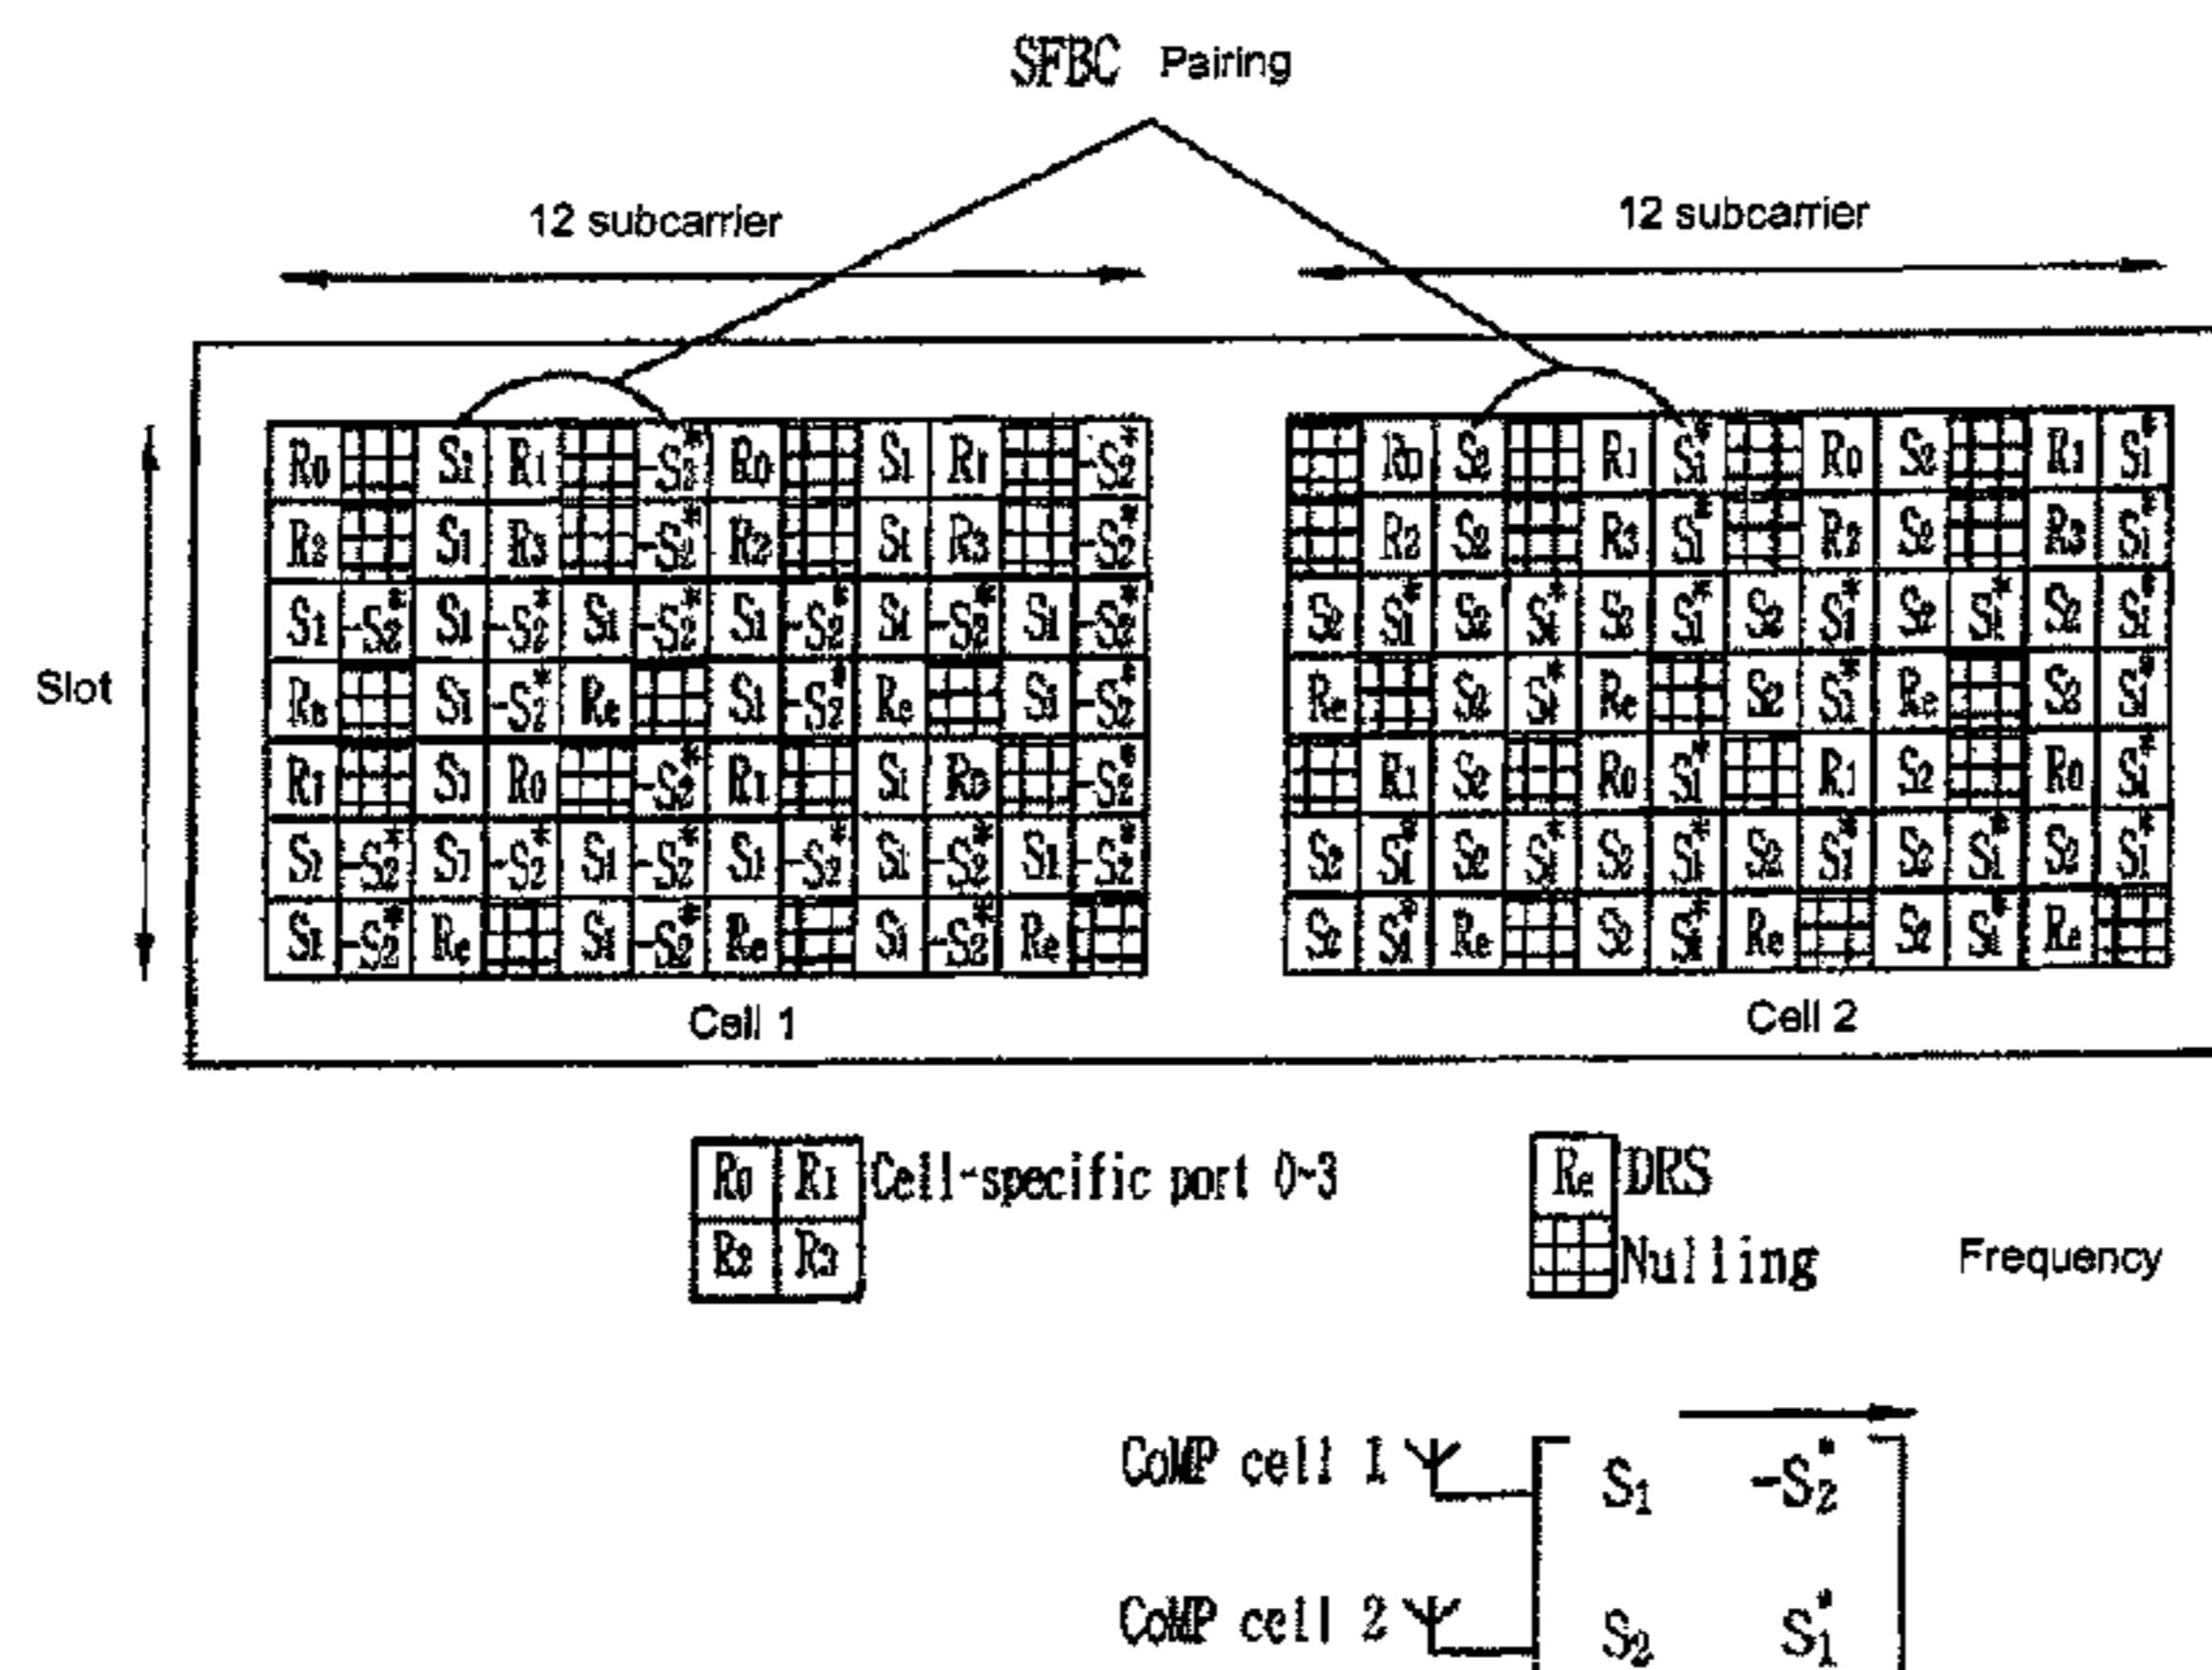 SFBC Pairing
12 subcarrier 12 subcarrier
R0 S1 R1 -S2* R0 S1 R1 -S2* R0 S2 R1 S1* R0 S2 R1 S1*
R2 S1 R3 -S2* R2 S1 R3 -S2* R2 S2 R3 S1* R2 S2 R3 S1*
S1 -S2* S1 -S2* S1 -S2* S1 -S2* S1 -S2* S1 -S2* S2 S1* S2 S1* S2 S1* S2 S1* S2 S1* S2 S1*
Slot Re S1 -S2* Re S1 -S2* Re S1 -S2* Re S2 S1* Re S2 S1* Re S2 S1*
R1 S1 R0 -S2* R1 S1 R0 -S2* R1 S2 R0 S1* R1 S2 R0 S1*
S1 -S2* S1 -S2* S1 -S2* S1 -S2* S1 -S2* S1 -S2* S2 S1* S2 S1* S2 S1* S2 S1* S2 S1* S2 S1*
S1 -S2* Re S1 -S2* Re S1 -S2* Re S2 S1* Re S2 S1* Re S2 S1* Re
Cell 1 Cell 2
R0 R1 Cell-specific port 0~3 Re DRS
R2 R3 Nulling Frequency
CoMP cell 1 S1 -S2*
CoMP cell 2 S2 S1*